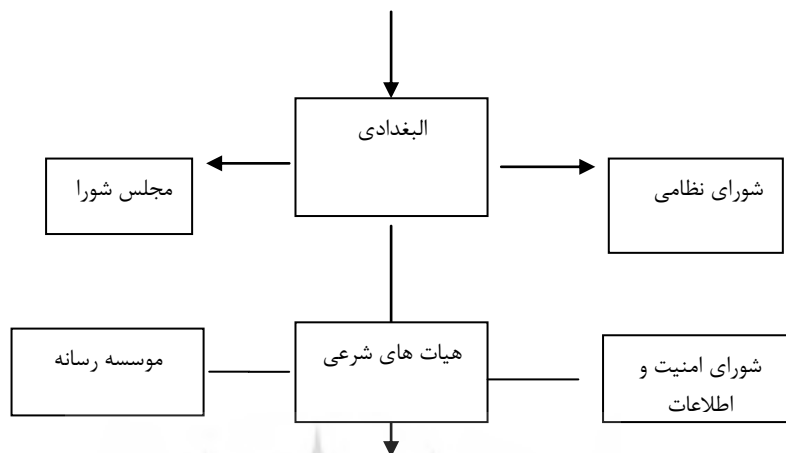 البغدادی
شورای نظامی
مجلس شورا
هیات های شرعی
شورای امنیت و
اطلاعات
موسسه رسانه